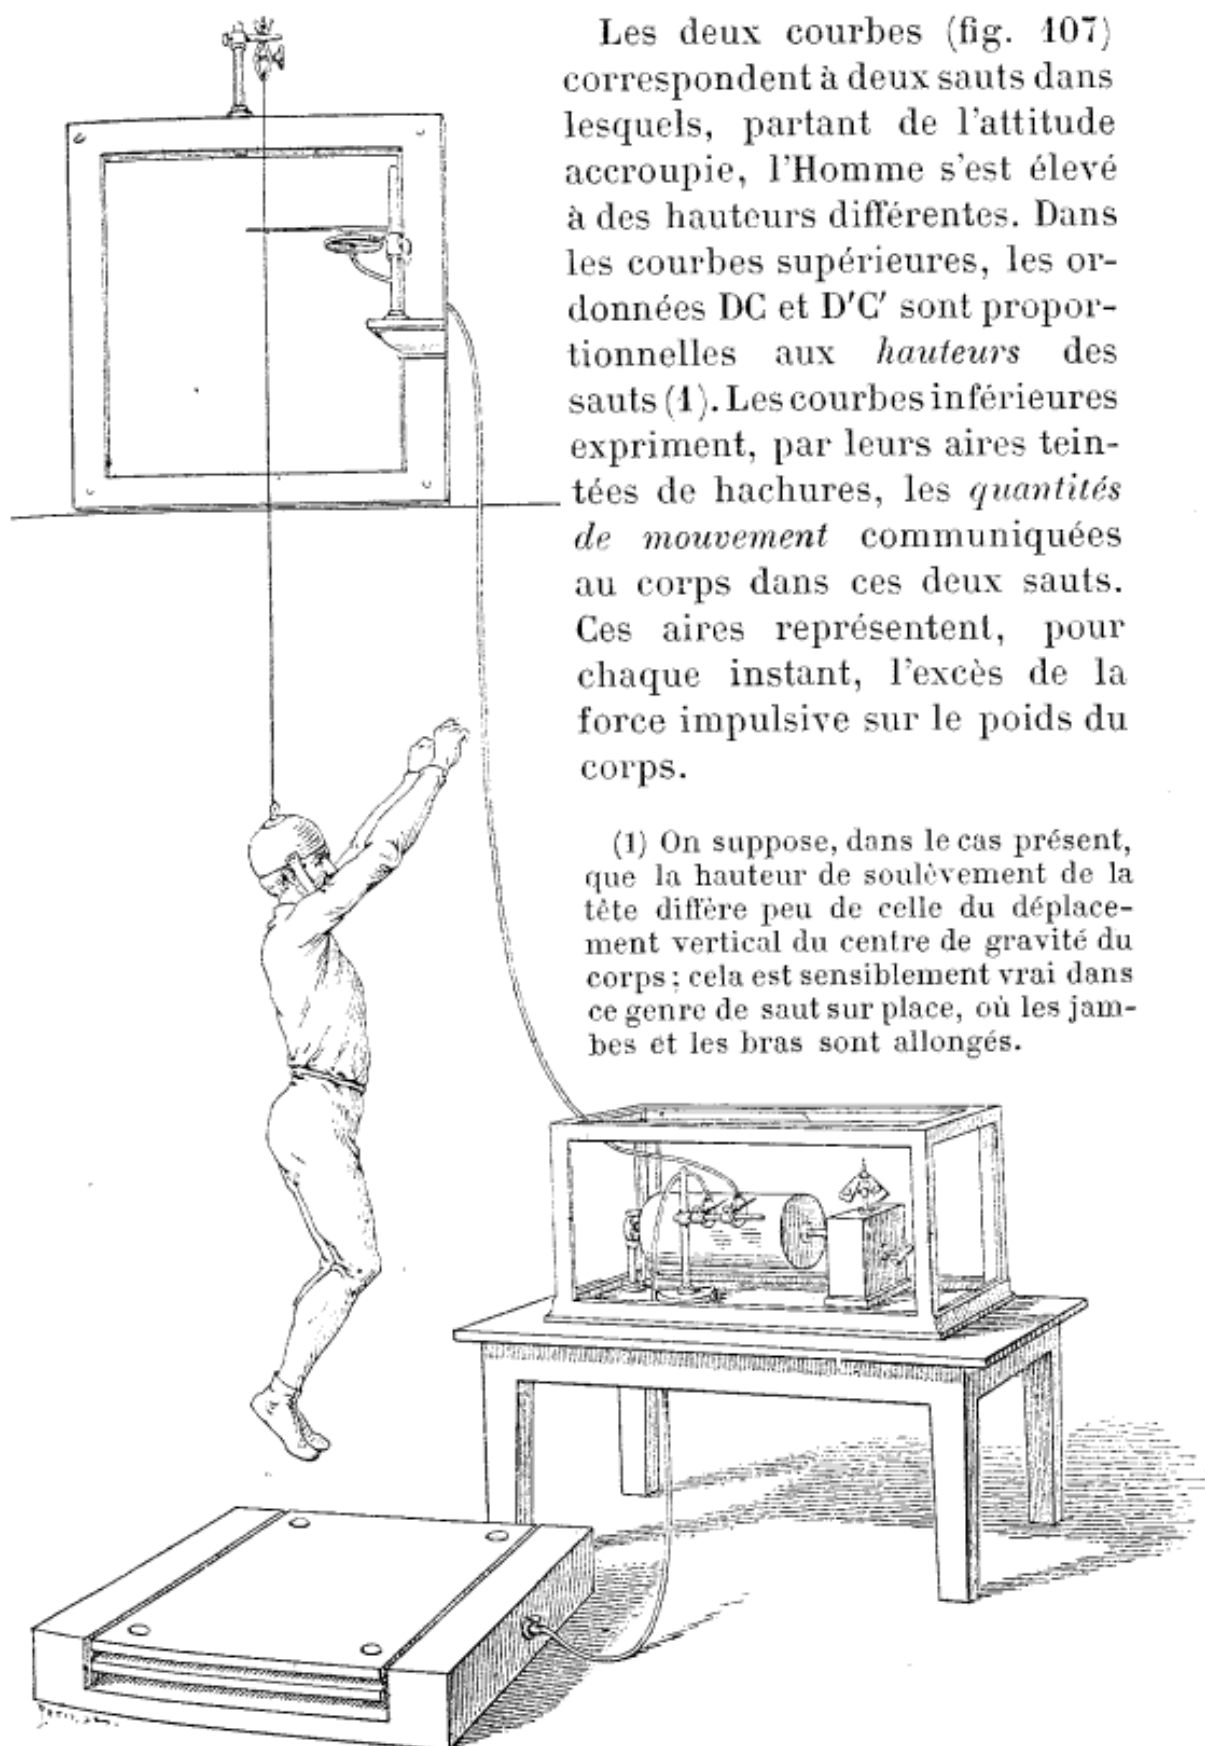 Les deux courbes (fig. 107)
correspondent à deux sauts dans
lesquels, partant de l'attitude
accroupie, l'Homme s'est élevé
à des hauteurs différentes. Dans
les courbes supérieures, les or-
données DC et D'C' sont propor-
tionnelles aux hauteurs des
sauts (1). Les courbes inférieures
expriment, par leurs aires tein-
tées de hachures, les quantités
de mouvement communiquées
au corps dans ces deux sauts.
Ces aires représentent, pour
chaque instant, l'excès de la
force impulsive sur le poids du
corps.
(1) On suppose, dans le cas présent,
que la hauteur de soulèvement de la
tête diffère peu de celle du déplace-
ment vertical du centre de gravité du
corps ; cela est sensiblement vrai dans
ce genre de saut sur place, où les jam-
bes et les bras sont allongés.